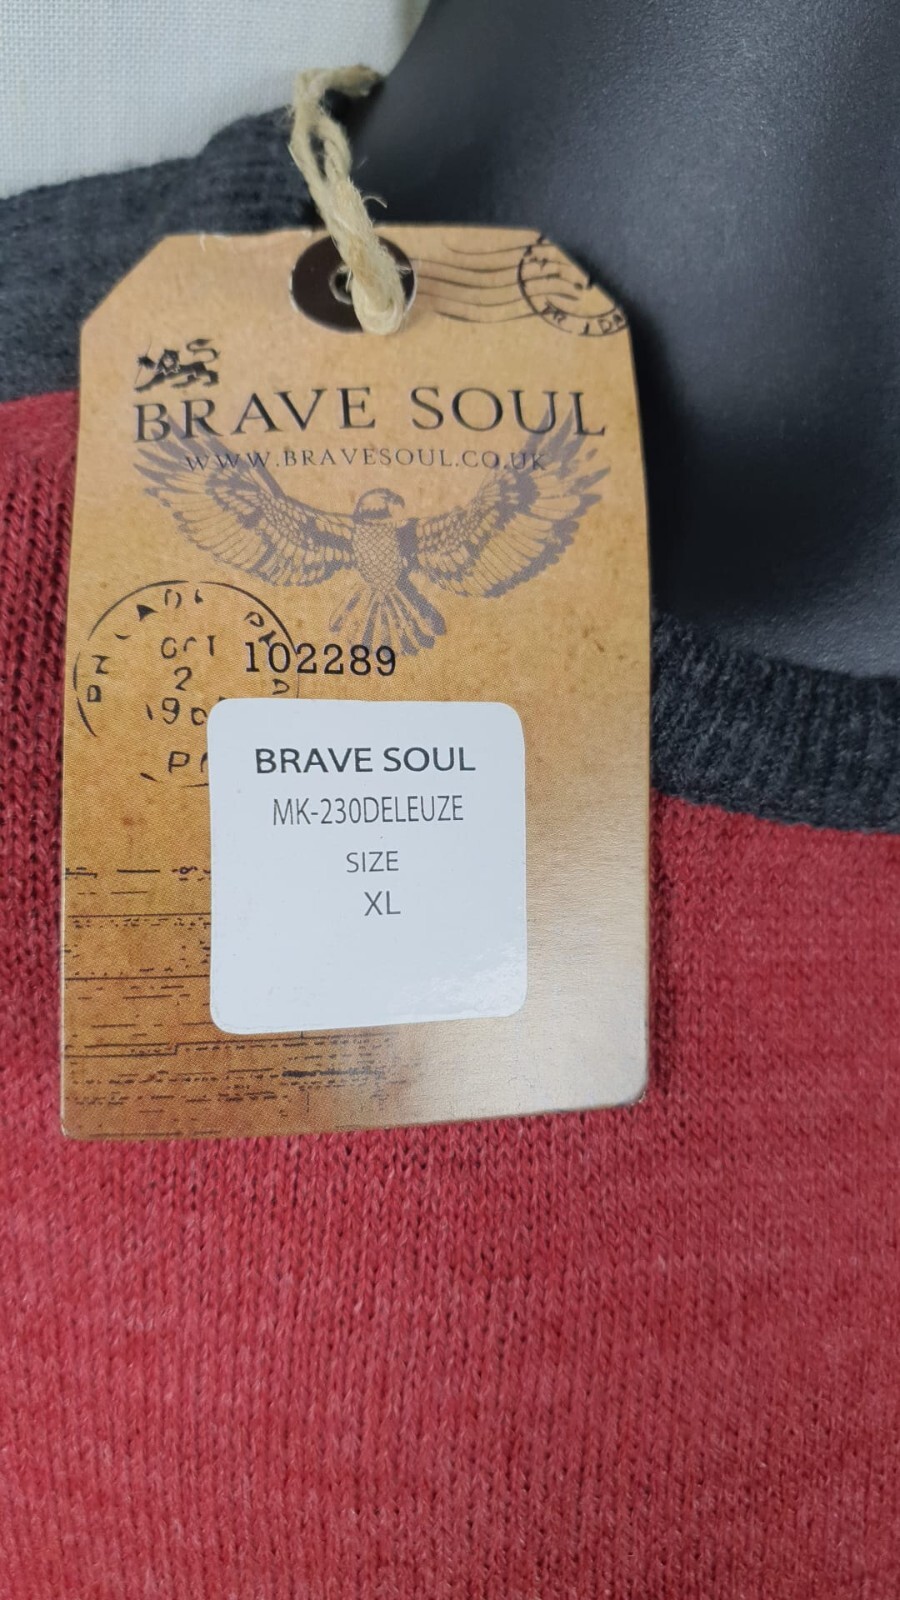 BRAVE SOUL
WWW.BRAVESOUL.CO.UK
102289
BRAVE SOUL
MK-230DELEUZE
SIZE
XL